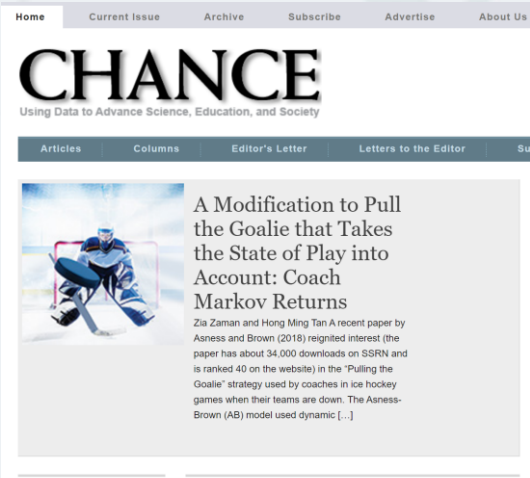 Home Current Issue Archive Subscribe Advertise About Us
CHANCE
Using Data to Advance Science, Education, and Society
Articles Columns Editor's Letter Letters to the Editor Su
A Modification to Pull
the Goalie that Takes
the State of Play into
Account: Coach
Markov Returns
Zia Zaman and Hong Ming Tan A recent paper by
Asness and Brown (2018) reignited interest (the
paper has about 34,000 downloads on SSRN and
is ranked 40 on the website) in the “Pulling the
Goalie” strategy used by coaches in ice hockey
games when their teams are down. The Asness-
Brown (AB) model used dynamic […]